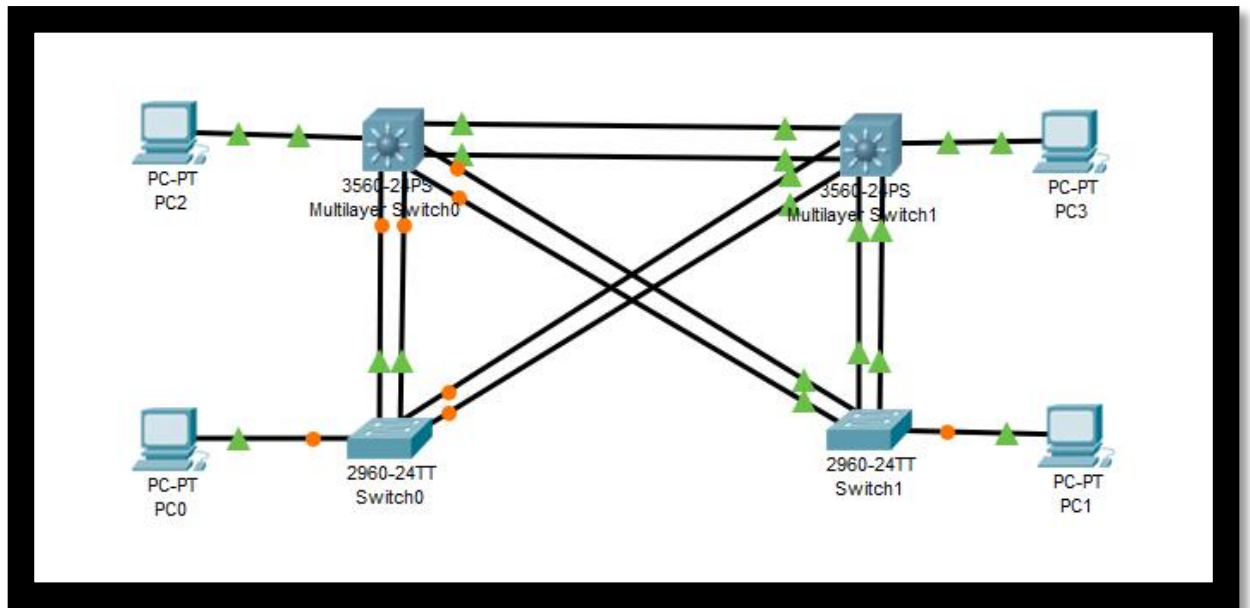 PC-PT
PC2
3560-24PS
Multilayer Switch0
3560-24PS
Multilayer Switch1
PC-PT
PC3
PC-PT
PC0
2960-24TT
Switch0
2960-24TT
Switch1
PC-PT
PC1